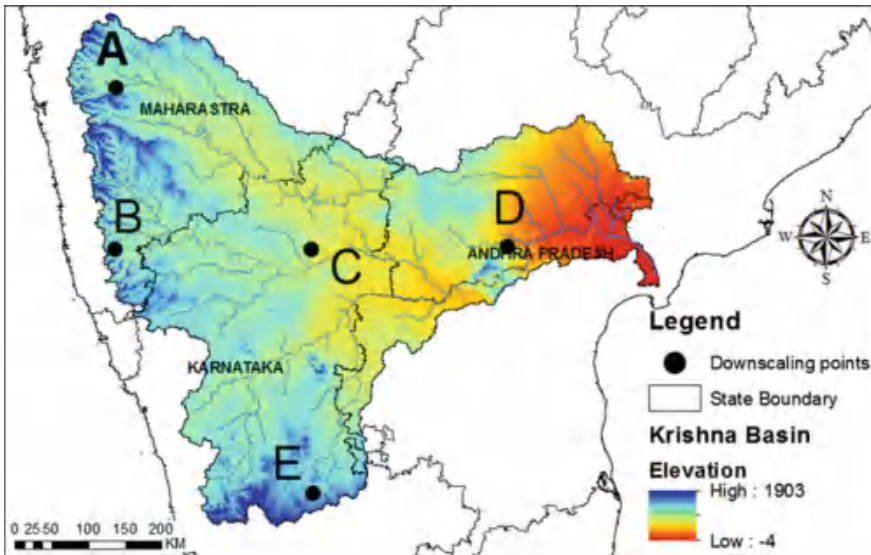 A
MAHARASTRA
B
C
D
ANDHRA PRADESH
KARNATAKA
E
N
W E
S
Legend
Downscaling points
State Boundary
Krishna Basin
Elevation
High : 1903
Low : -4
0 25 50 100 150 200
KM